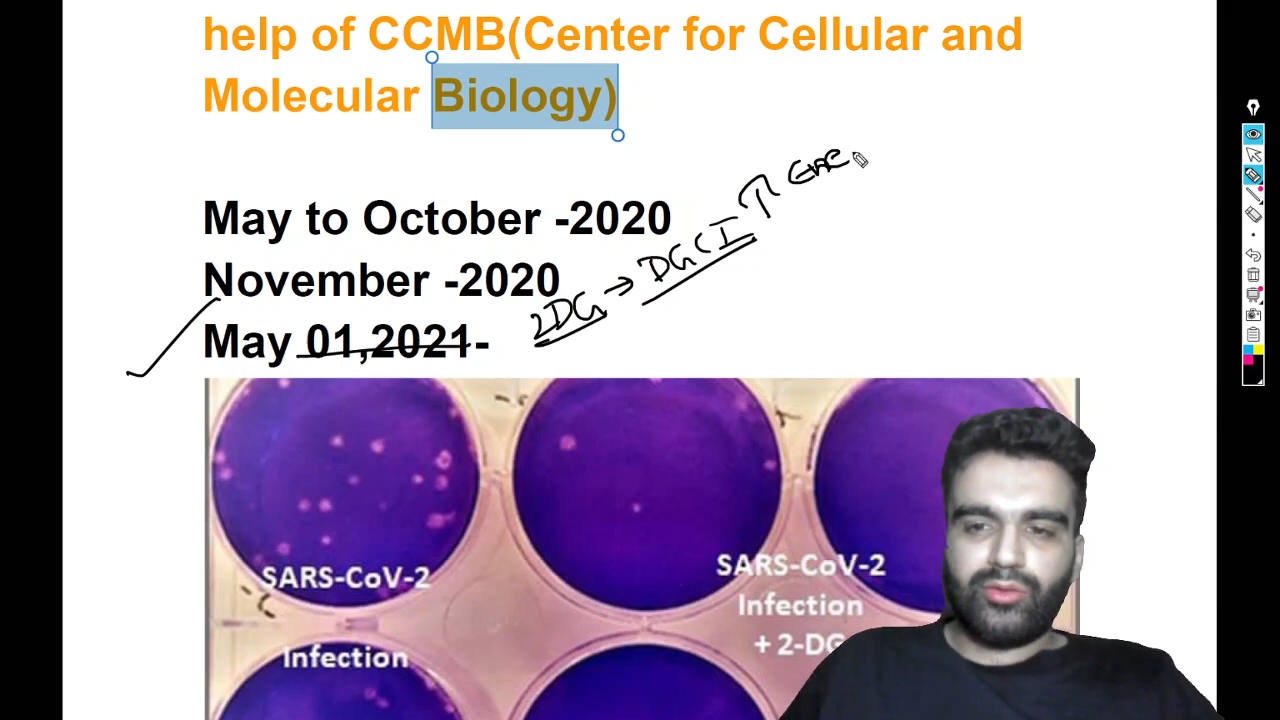 help of CCMB(Center for Cellular and
Molecular Biology)
May to October -2020
November -2020
May 01,2021-
2DG → DGCI
SARS-CoV-2
Infection
SARS-CoV-2
Infection
+ 2-DG